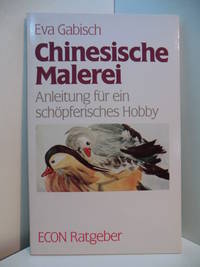 Eva Gabisch
Chinesische
Malerei
Anleitung für ein
schöpferisches Hobby
ECON Ratgeber